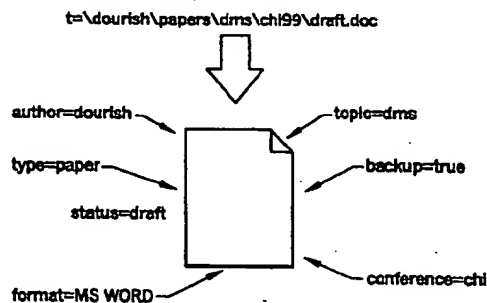 t=\dourish\papers\dms\chi99\draft.doc
author=dourish
topic=dms
type=paper
backup=true
status=draft
conference=chi
format=MS WORD